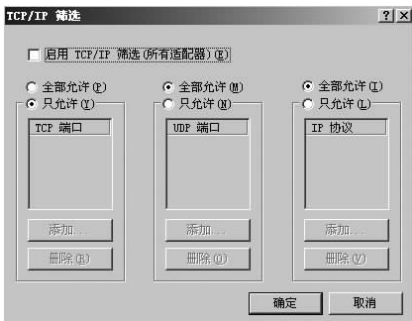 TCP/IP 筛选
启用 TCP/IP 筛选(所有适配器)(E)
全部允许(P) 全部允许(M) 全部允许(I)
只允许(Y) 只允许(N) 只允许(L)
TCP 端口 UDP 端口 IP 协议
添加... 添加... 添加...
删除(R) 删除(O) 删除(V)
确定 取消